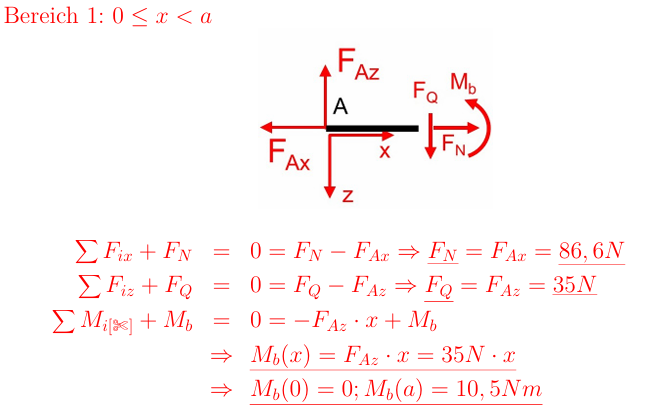 Bereich 1: 0 ≤ x < a
F_Az
A
F_Q
M_b
F_Ax
x
F_N
z
∑ F_ix + F_N = 0 = F_N − F_Ax ⇒ F_N = F_Ax = 86,6N
∑ F_iz + F_Q = 0 = F_Q − F_Az ⇒ F_Q = F_Az = 35N
∑ M_i[✂] + M_b = 0 = −F_Az · x + M_b
⇒ M_b(x) = F_Az · x = 35N · x
⇒ M_b(0) = 0; M_b(a) = 10,5Nm